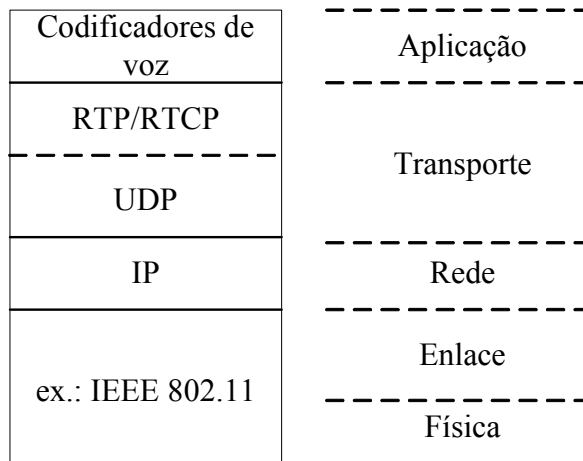 Codificadores de
voz
RTP/RTCP
UDP
IP
ex.: IEEE 802.11
Aplicação
Transporte
Rede
Enlace
Física